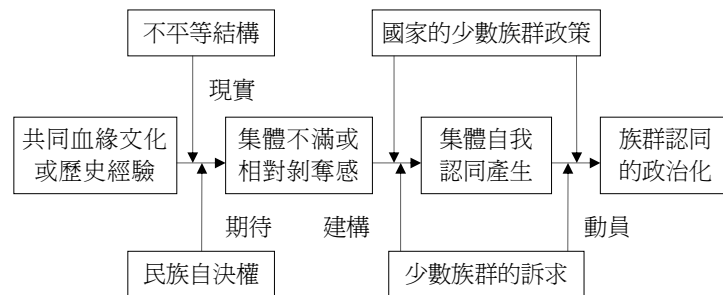 不平等結構
國家的少數族群政策
現實
共同血緣文化
或歷史經驗
集體不滿或
相對剝奪感
集體自我
認同產生
族群認同
的政治化
期待
建構
動員
民族自決權
少數族群的訴求